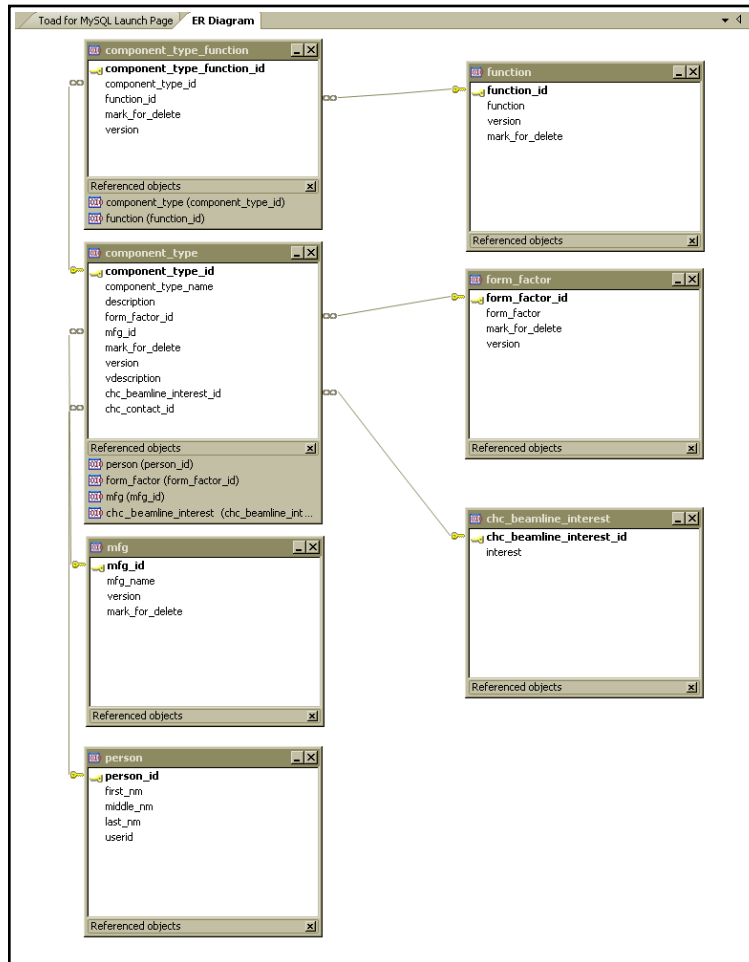 Toad for MySQL Launch Page
ER Diagram
component_type_function
component_type_function_id
component_type_id
function_id
mark_for_delete
version
Referenced objects
component_type (component_type_id)
function (function_id)
function
function_id
function
version
mark_for_delete
Referenced objects
component_type
component_type_id
component_type_name
description
form_factor_id
mfg_id
mark_for_delete
version
vdescription
chc_beamline_interest_id
chc_contact_id
Referenced objects
person (person_id)
form_factor (form_factor_id)
mfg (mfg_id)
chc_beamline_interest (chc_beamline_int...
form_factor
form_factor_id
form_factor
mark_for_delete
version
Referenced objects
chc_beamline_interest
chc_beamline_interest_id
interest
Referenced objects
mfg
mfg_id
mfg_name
version
mark_for_delete
Referenced objects
person
person_id
first_nm
middle_nm
last_nm
userid
Referenced objects